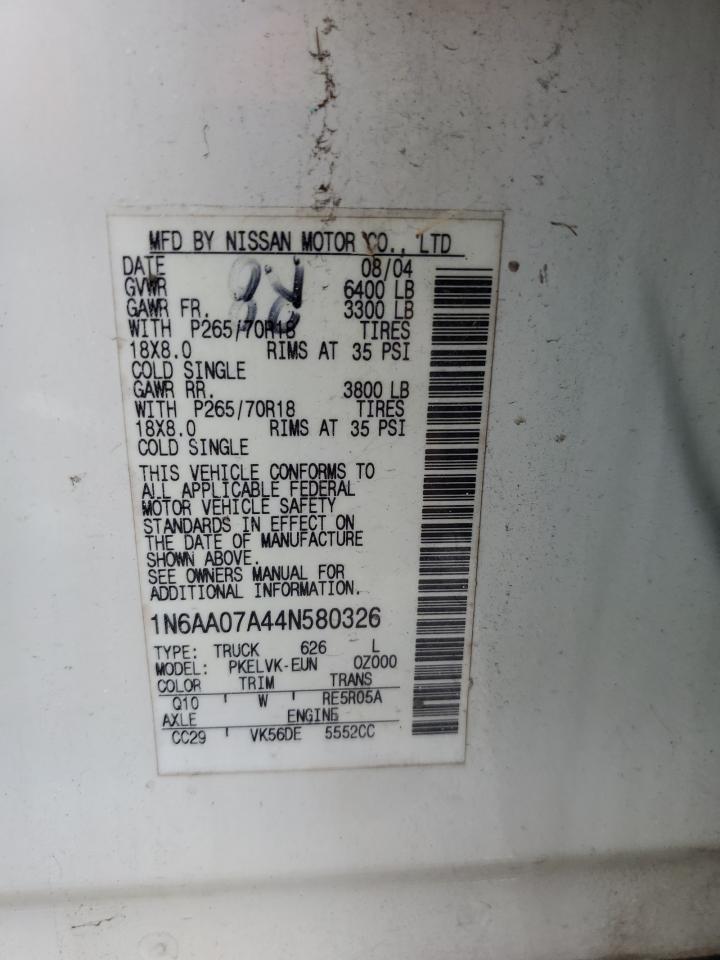 MFD BY NISSAN MOTOR CO., LTD
DATE 08/04
GVWR 6400 LB
GAWR FR. 3300 LB
WITH P265/70R18 TIRES
18X8.0 RIMS AT 35 PSI
COLD SINGLE
GAWR RR. 3800 LB
WITH P265/70R18 TIRES
18X8.0 RIMS AT 35 PSI
COLD SINGLE
THIS VEHICLE CONFORMS TO
ALL APPLICABLE FEDERAL
MOTOR VEHICLE SAFETY
STANDARDS IN EFFECT ON
THE DATE OF MANUFACTURE
SHOWN ABOVE.
SEE OWNERS MANUAL FOR
ADDITIONAL INFORMATION.
1N6AA07A44N580326
TYPE: TRUCK 626 L
MODEL: PKELVK-EUN 0Z000
COLOR TRIM TRANS
Q10 W RE5R05A
AXLE ENGINE
CC29 VK56DE 5552CC